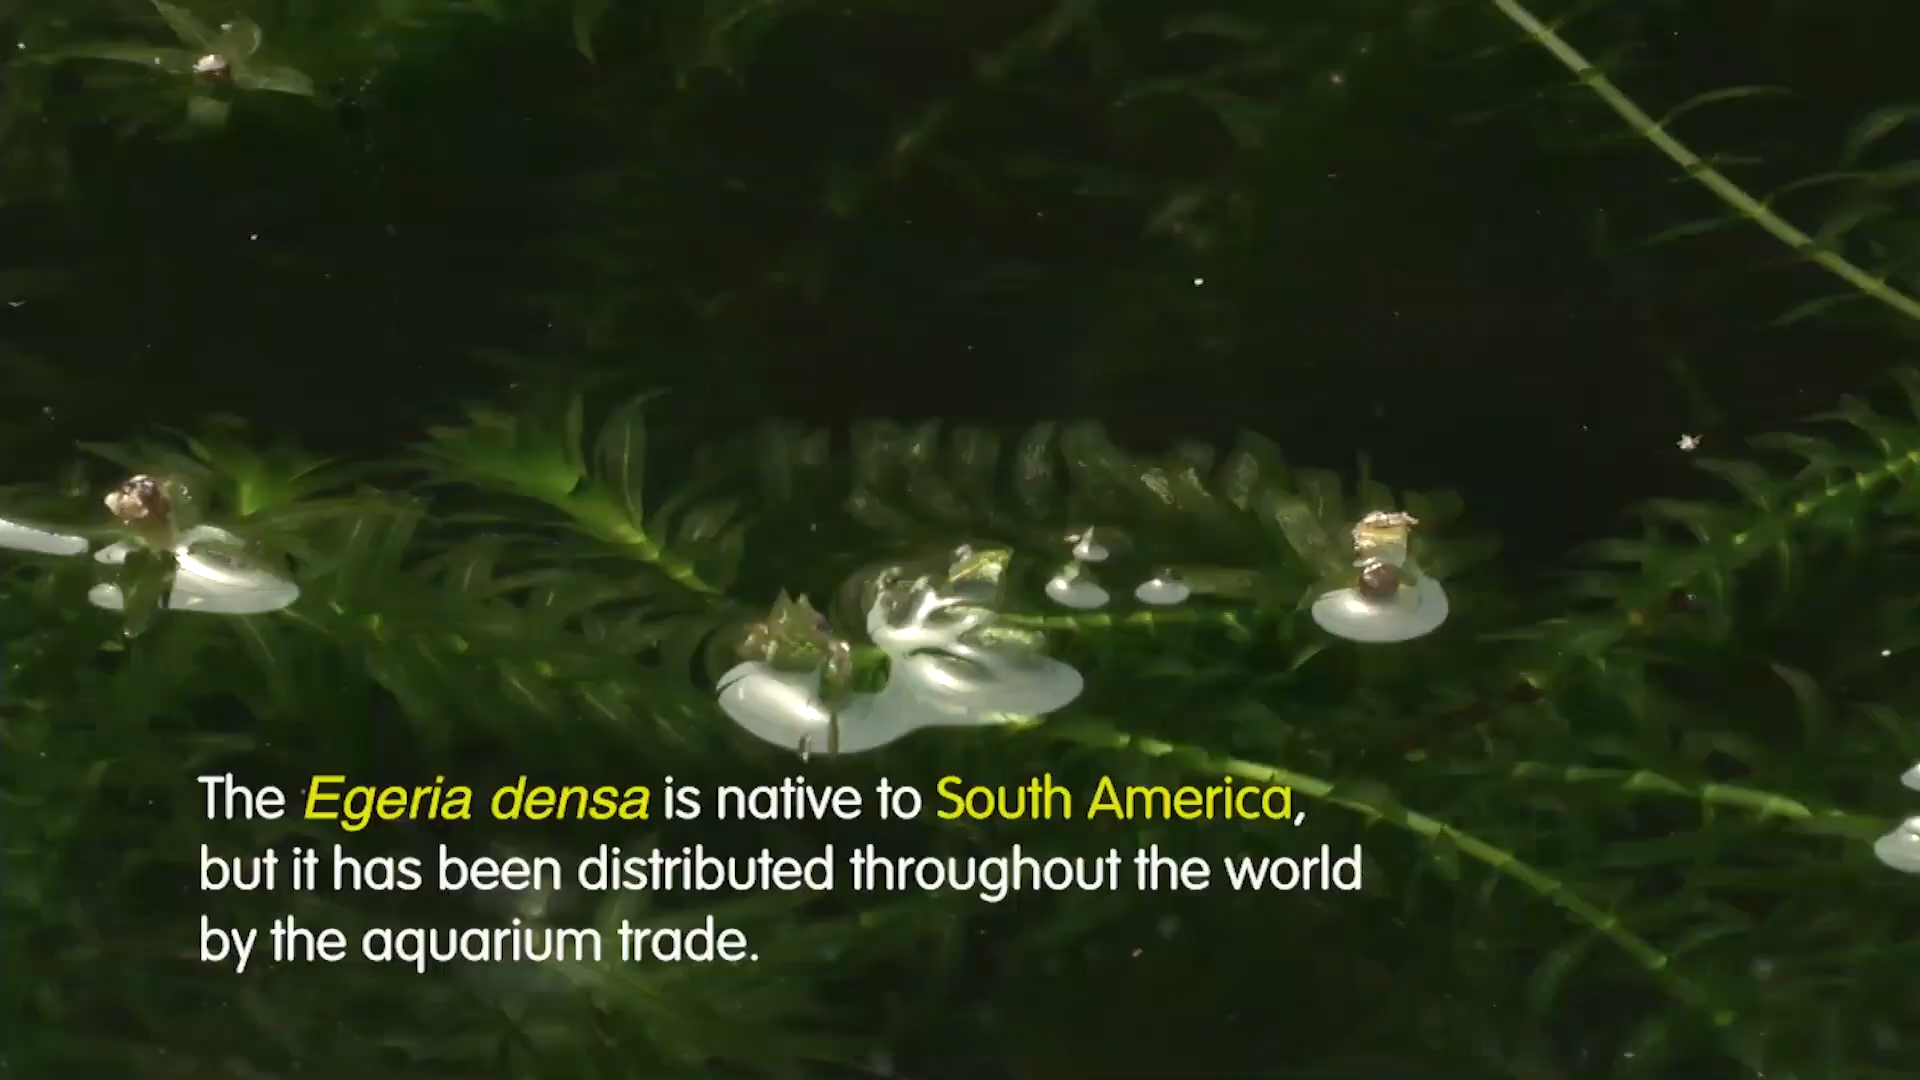 The Egeria densa is native to South America,
but it has been distributed throughout the world
by the aquarium trade.